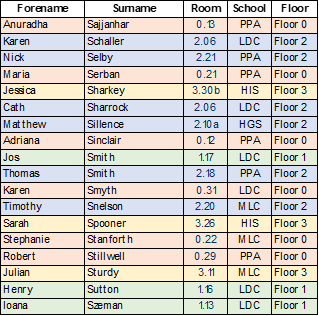 Forename Surname Room School Floor
Anuradha Sajjanhar 0.13 PPA Floor 0
Karen Schaller 2.06 LDC Floor 2
Nick Selby 2.21 PPA Floor 2
Maria Serban 0.21 PPA Floor 0
Jessica Sharkey 3.30b HIS Floor 3
Cath Sharrock 2.06 LDC Floor 2
Matthew Sillence 2.10a HGS Floor 2
Adriana Sinclair 0.12 PPA Floor 0
Jos Smith 1.17 LDC Floor 1
Thomas Smith 2.18 PPA Floor 2
Karen Smyth 0.31 LDC Floor 0
Timothy Snelson 2.20 MLC Floor 2
Sarah Spooner 3.26 HIS Floor 3
Stephanie Stanforth 0.22 MLC Floor 0
Robert Stillwell 0.29 PPA Floor 0
Julian Sturdy 3.11 MLC Floor 3
Henry Sutton 1.16 LDC Floor 1
Ioana Szeman 1.13 LDC Floor 1